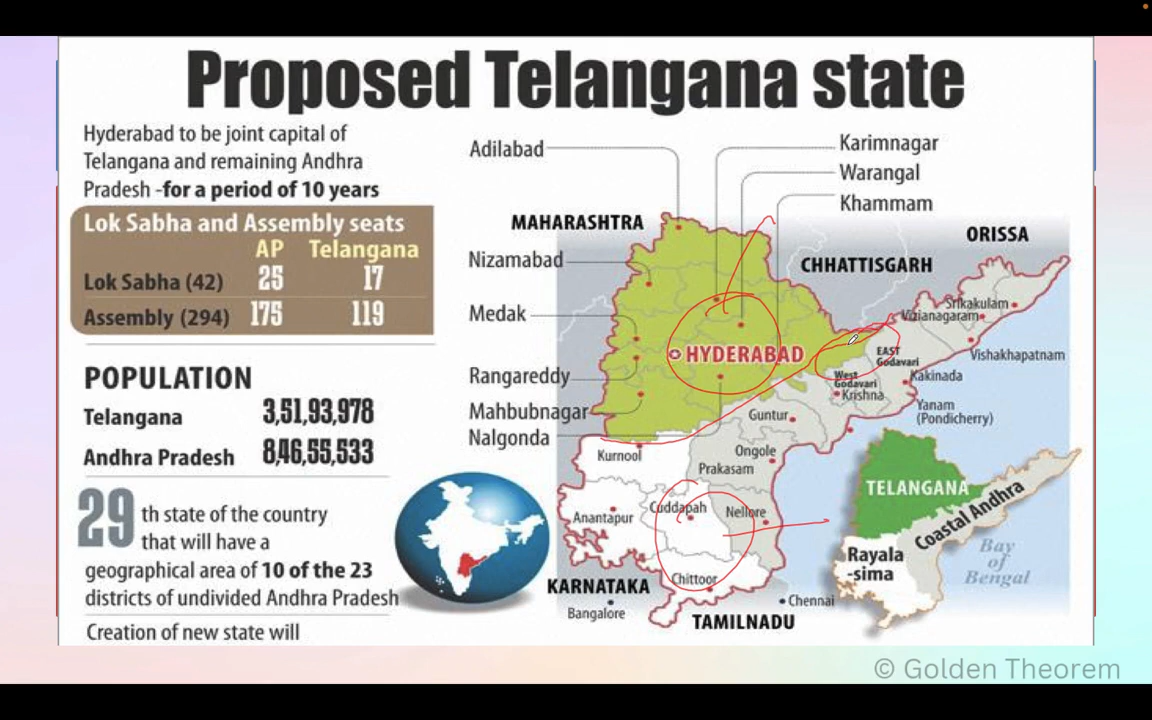 Proposed Telangana state
Hyderabad to be joint capital of
Telangana and remaining Andhra
Pradesh -for a period of 10 years
Lok Sabha and Assembly seats
AP Telangana
Lok Sabha (42) 25 17
Assembly (294) 175 119
POPULATION
Telangana 3,51,93,978
Andhra Pradesh 8,46,55,533
29 th state of the country
that will have a
geographical area of 10 of the 23
districts of undivided Andhra Pradesh
Creation of new state will
Adilabad
Karimnagar
Warangal
Khammam
MAHARASHTRA
ORISSA
Nizamabad
CHHATTISGARH
Medak
Srikakulam
Vizianagaram
HYDERABAD
EAST
Godavari
Vishakhapatnam
Rangareddy
West
Godavari
Kakinada
Krishna
Mahbubnagar
Guntur
Yanam
(Pondicherry)
Nalgonda
Kurnool
Ongole
Prakasam
Cuddapah
Nellore
Anantapur
Chittoor
KARNATAKA
Bangalore
Chennai
TAMILNADU
TELANGANA
Coastal Andhra
Rayala
-sima
Bay
of
Bengal
© Golden Theorem